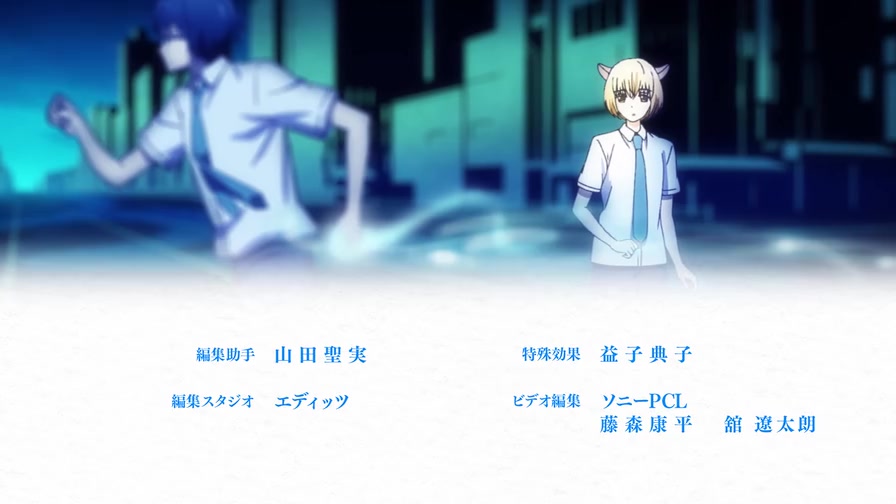 編集助手 山田聖実
編集スタジオ エディッツ
特殊効果 益子典子
ビデオ編集 ソニーPCL
藤森康平 舘遼太朗